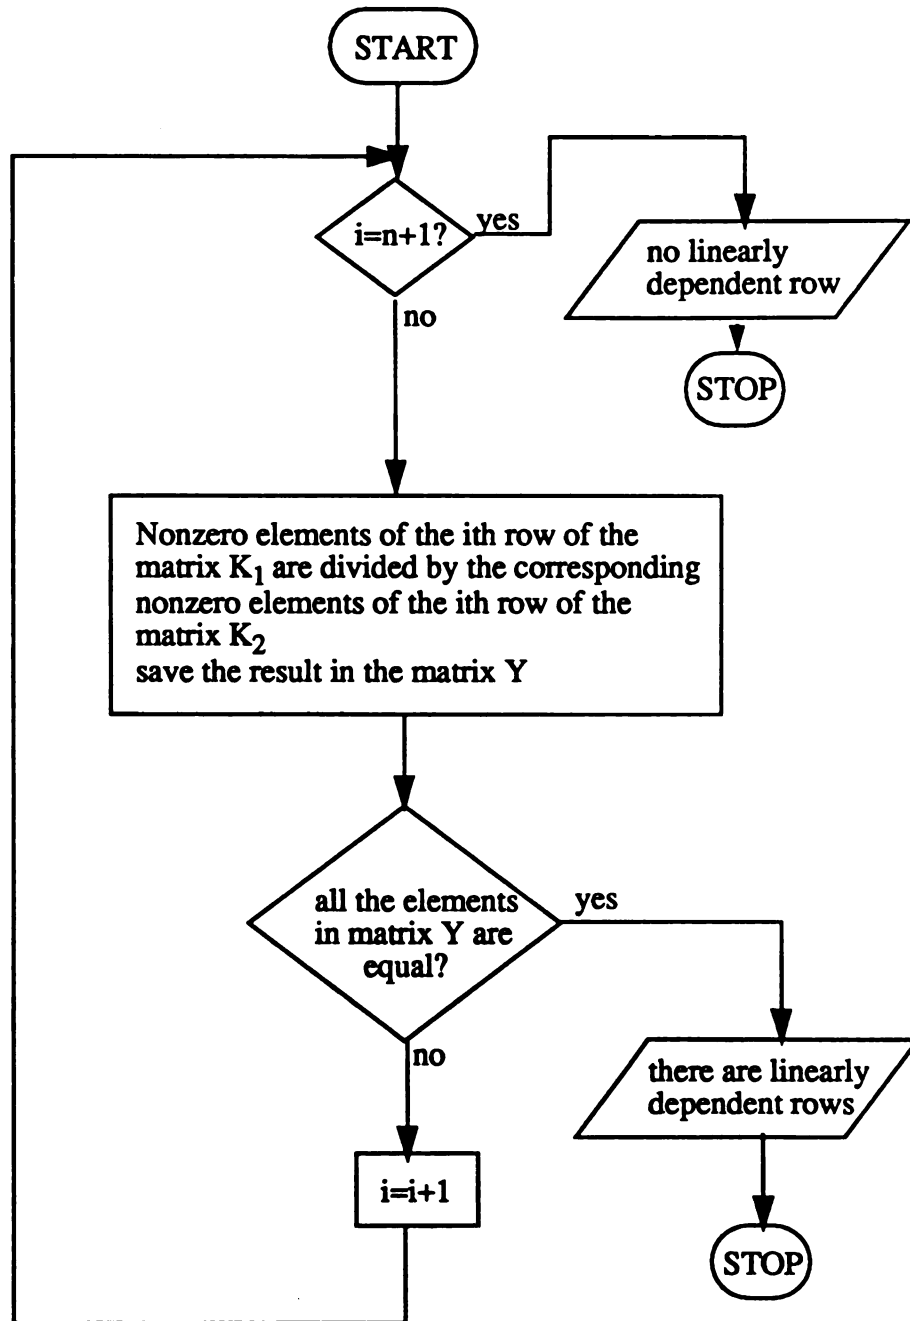 START
i=n+1?
yes
no linearly
dependent row
no
STOP
Nonzero elements of the ith row of the
matrix K1 are divided by the corresponding
nonzero elements of the ith row of the
matrix K2
save the result in the matrix Y
all the elements
in matrix Y are
equal?
yes
no
there are linearly
dependent rows
i=i+1
STOP